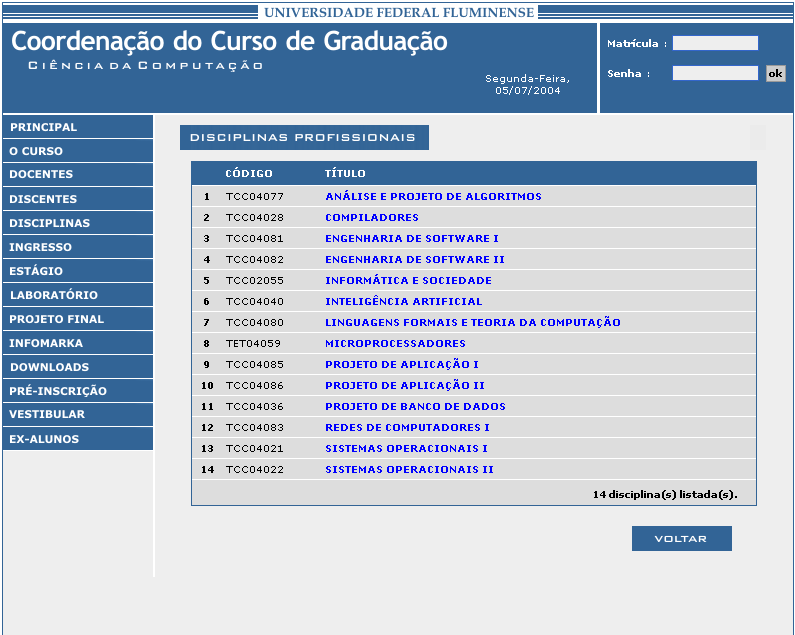 UNIVERSIDADE FEDERAL FLUMINENSE
Coordenação do Curso de Graduação
CIÊNCIA DA COMPUTAÇÃO
Segunda-Feira,
05/07/2004
Matrícula :
Senha : ok
PRINCIPAL
O CURSO
DOCENTES
DISCENTES
DISCIPLINAS
INGRESSO
ESTÁGIO
LABORATÓRIO
PROJETO FINAL
INFOMARKA
DOWNLOADS
PRÉ-INSCRIÇÃO
VESTIBULAR
EX-ALUNOS
DISCIPLINAS PROFISSIONAIS
CÓDIGO TÍTULO
1 TCC04077 ANÁLISE E PROJETO DE ALGORITMOS
2 TCC04028 COMPILADORES
3 TCC04081 ENGENHARIA DE SOFTWARE I
4 TCC04082 ENGENHARIA DE SOFTWARE II
5 TCC02055 INFORMÁTICA E SOCIEDADE
6 TCC04040 INTELIGÊNCIA ARTIFICIAL
7 TCC04080 LINGUAGENS FORMAIS E TEORIA DA COMPUTAÇÃO
8 TET04059 MICROPROCESSADORES
9 TCC04085 PROJETO DE APLICAÇÃO I
10 TCC04086 PROJETO DE APLICAÇÃO II
11 TCC04036 PROJETO DE BANCO DE DADOS
12 TCC04083 REDES DE COMPUTADORES I
13 TCC04021 SISTEMAS OPERACIONAIS I
14 TCC04022 SISTEMAS OPERACIONAIS II
14 disciplina(s) listada(s).
VOLTAR